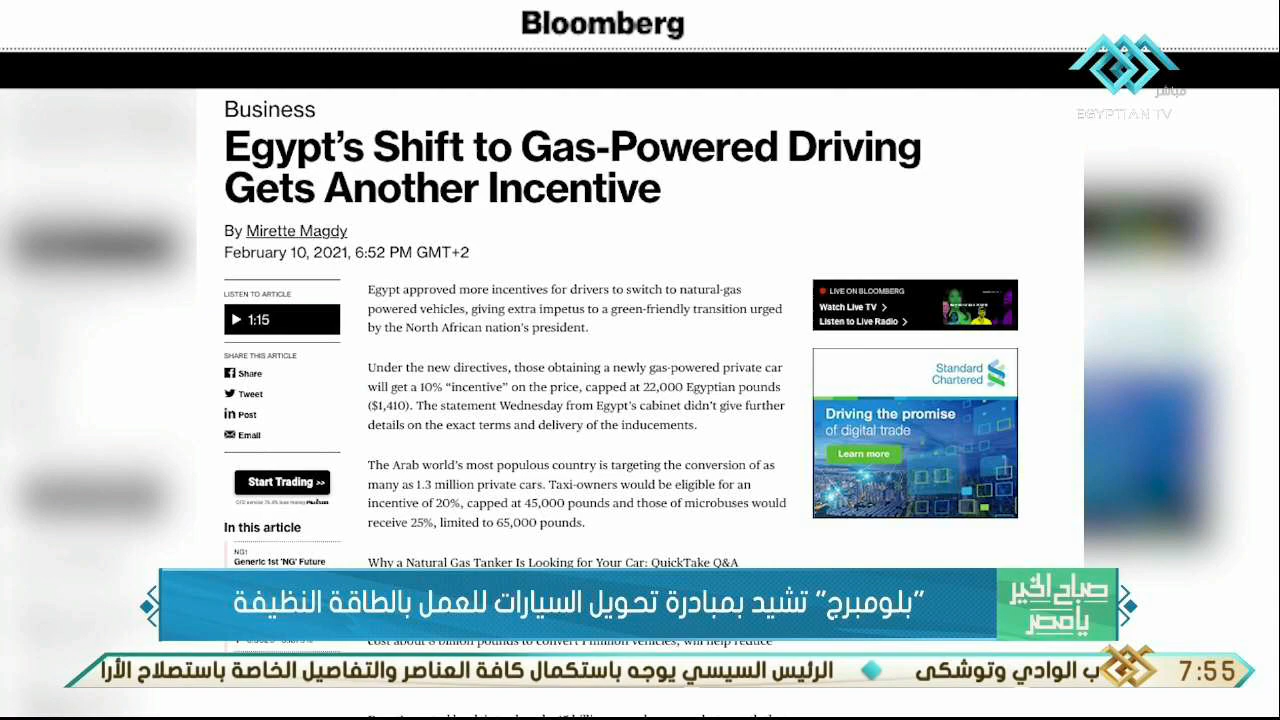 Bloomberg
مباشر
EGYPTIAN TV
Business
Egypt's Shift to Gas-Powered Driving
Gets Another Incentive
By Mirette Magdy
February 10, 2021, 6:52 PM GMT+2
LISTEN TO ARTICLE
1:15
SHARE THIS ARTICLE
Share
Tweet
Post
Email
Start Trading >>
In this article
NG1
Generic 1st 'NG' Future
Egypt approved more incentives for drivers to switch to natural-gas
powered vehicles, giving extra impetus to a green-friendly transition urged
by the North African nation's president.
Under the new directives, those obtaining a newly gas-powered private car
will get a 10% "incentive" on the price, capped at 22,000 Egyptian pounds
($1,410). The statement Wednesday from Egypt's cabinet didn't give further
details on the exact terms and delivery of the inducements.
The Arab world's most populous country is targeting the conversion of as
many as 1.3 million private cars. Taxi-owners would be eligible for an
incentive of 20%, capped at 45,000 pounds and those of microbuses would
receive 25%, limited to 65,000 pounds.
Why a Natural Gas Tanker Is Looking for Your Car: QuickTake Q&A
LIVE ON BLOOMBERG
Watch Live TV >
Listen to Live Radio >
Standard
Chartered
Driving the promise
of digital trade
Learn more
صباح الخير
يا مصر
"بلومبرج" تشيد بمبادرة تحويل السيارات للعمل بالطاقة النظيفة
ب الوادي وتوشكى
الرئيس السيسي يوجه باستكمال كافة العناصر والتفاصيل الخاصة باستصلاح الأرا
7:55